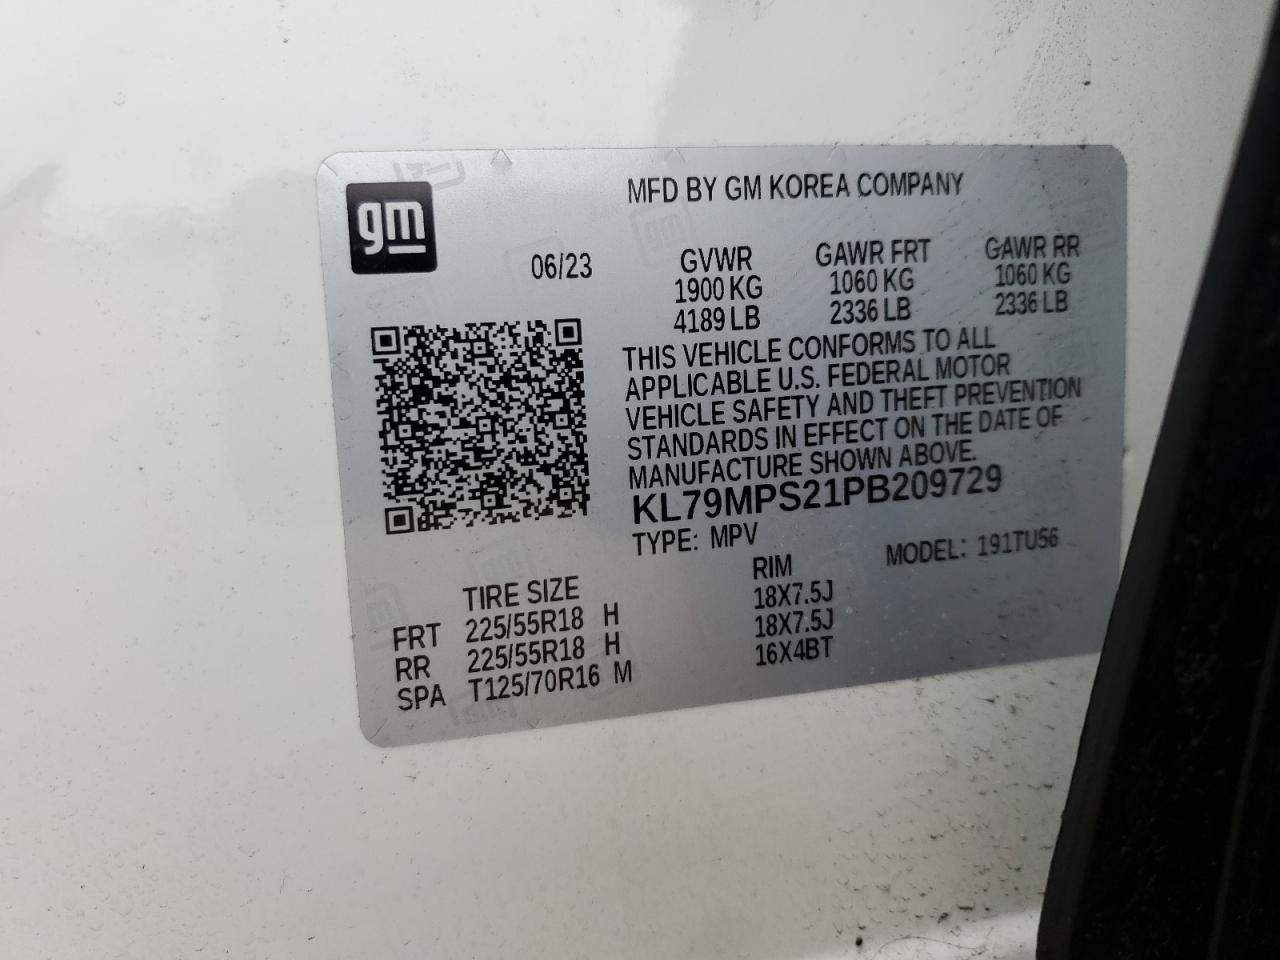 gm
MFD BY GM KOREA COMPANY
06/23
GVWR GAWR FRT GAWR RR
1900 KG 1060 KG 1060 KG
4189 LB 2336 LB 2336 LB
THIS VEHICLE CONFORMS TO ALL
APPLICABLE U.S. FEDERAL MOTOR
VEHICLE SAFETY AND THEFT PREVENTION
STANDARDS IN EFFECT ON THE DATE OF
MANUFACTURE SHOWN ABOVE.
KL79MPS21PB209729
TYPE: MPV MODEL: 191TU56
TIRE SIZE RIM
FRT 225/55R18 H 18X7.5J
RR 225/55R18 H 18X7.5J
SPA T125/70R16 M 16X4BT